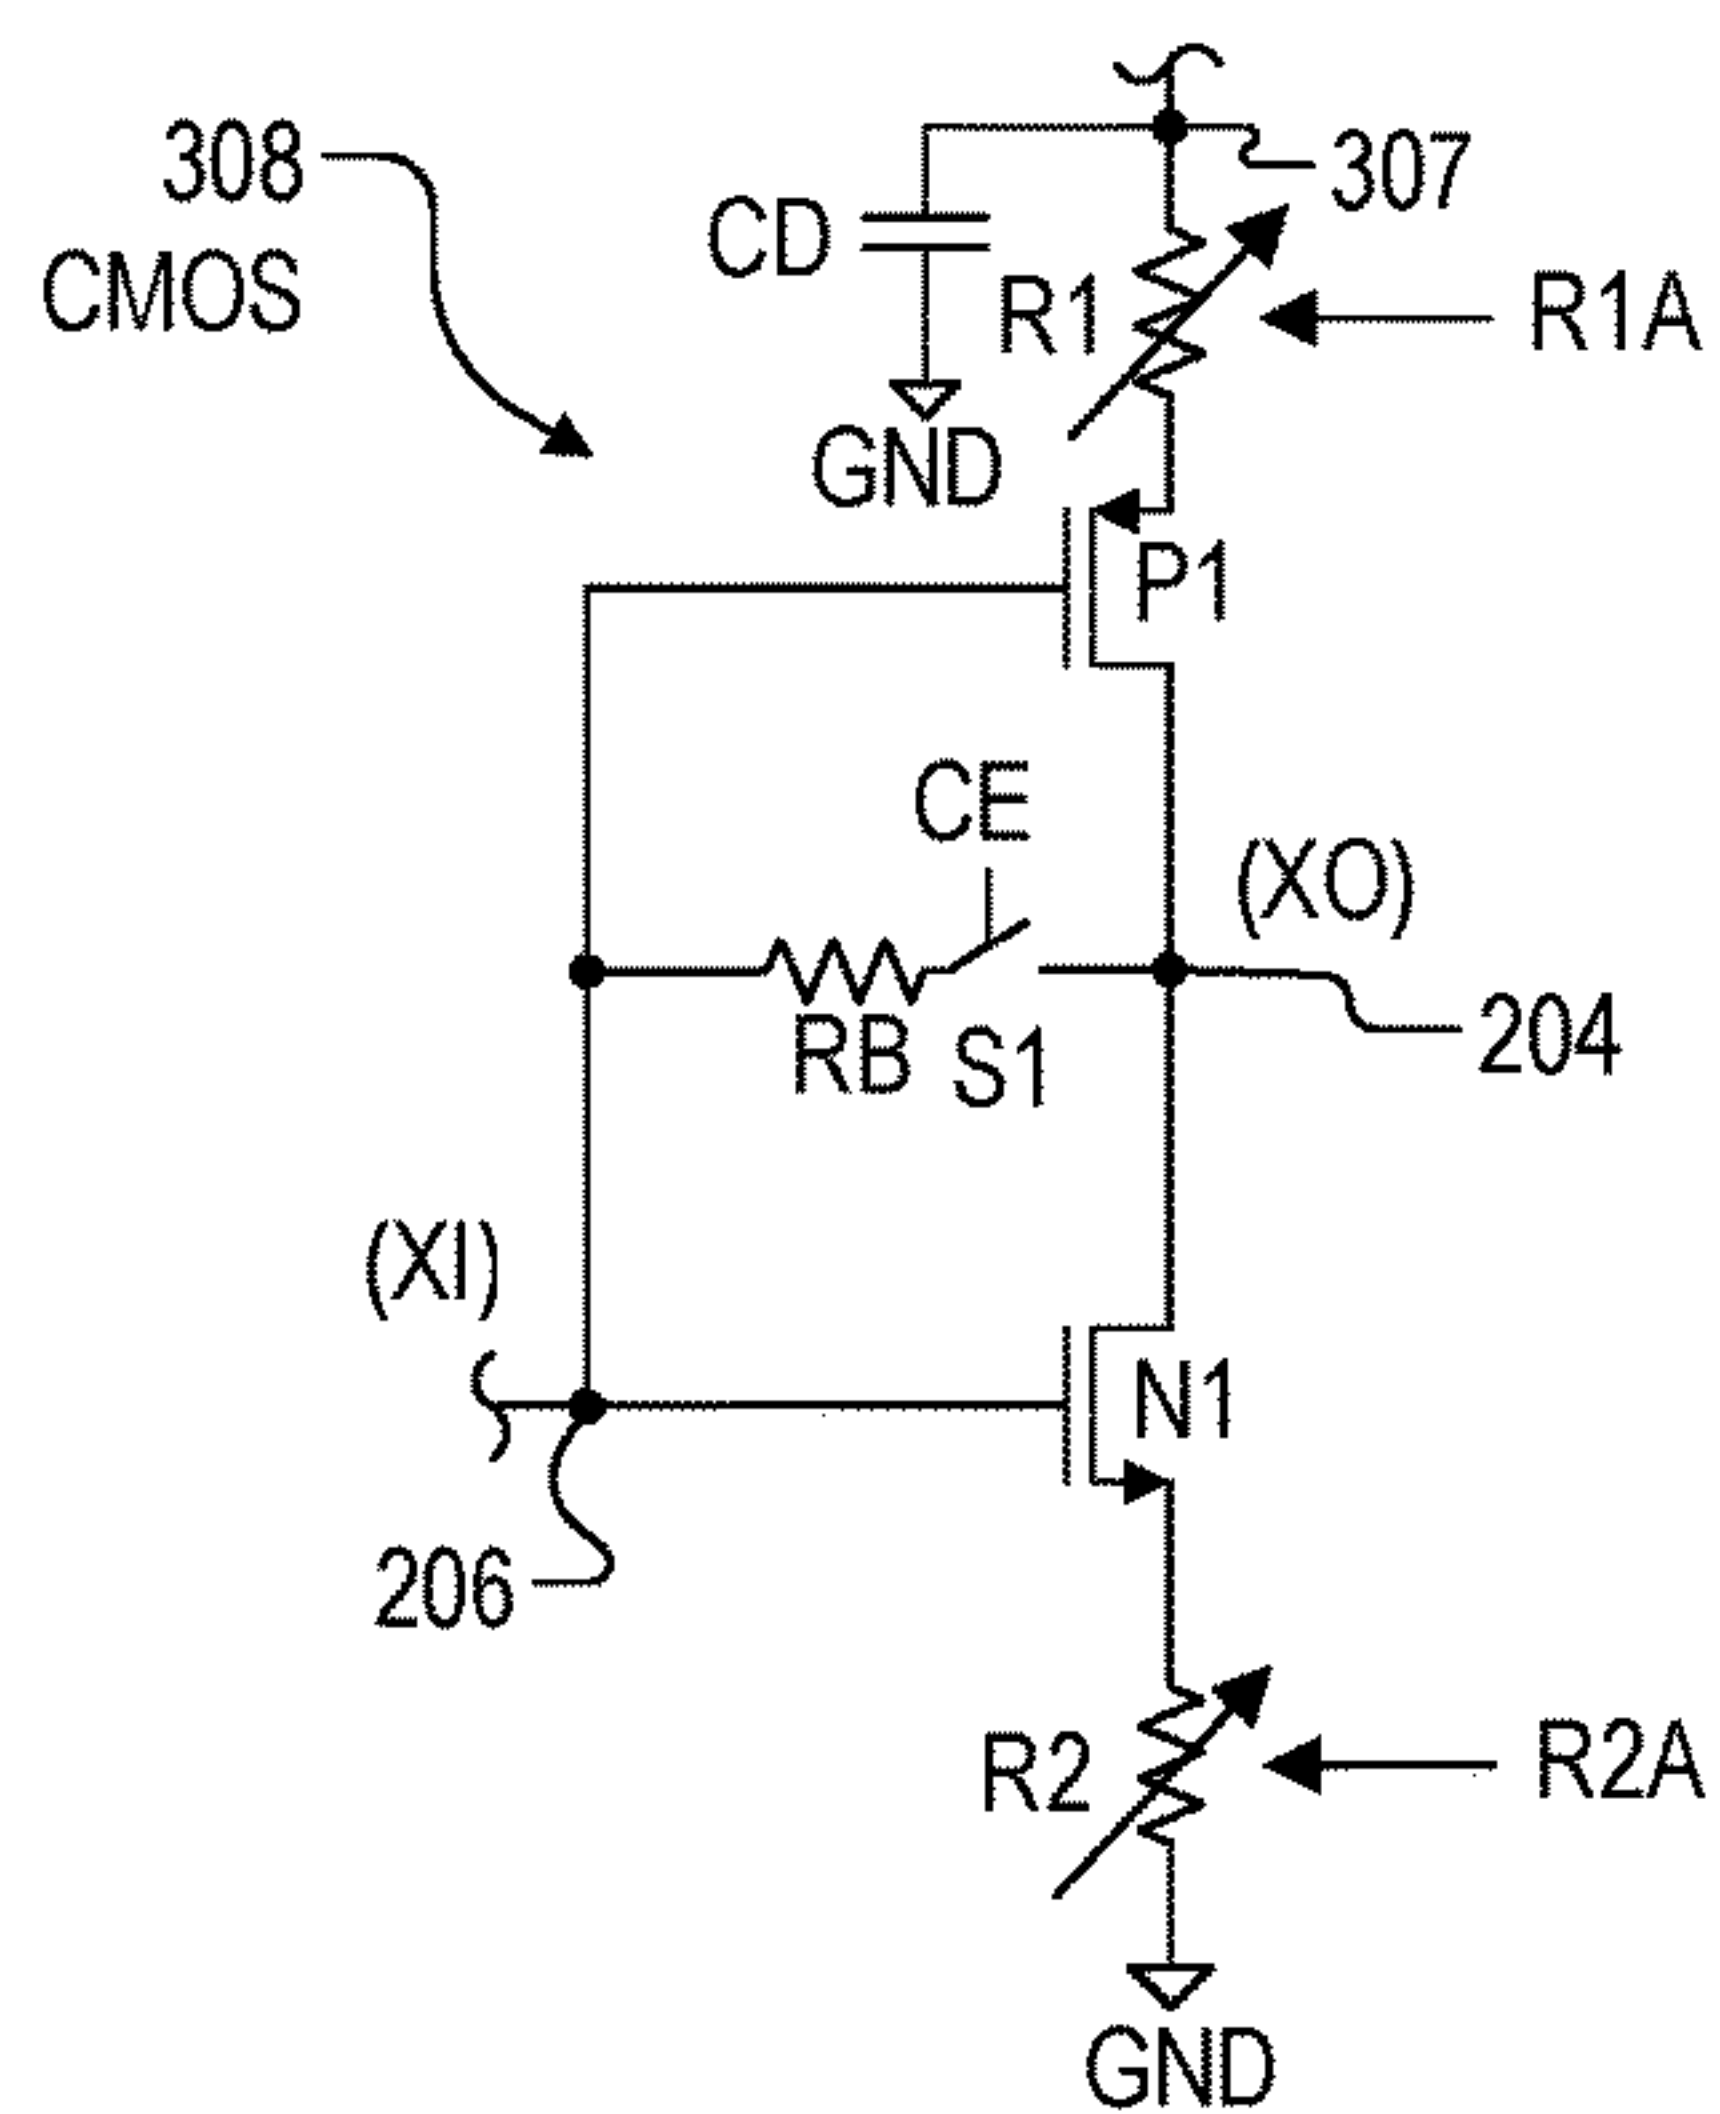 308
CMOS
307
CD
R1
R1A
GND
P1
CE
(XO)
RB
S1
204
(XI)
N1
206
R2
R2A
GND